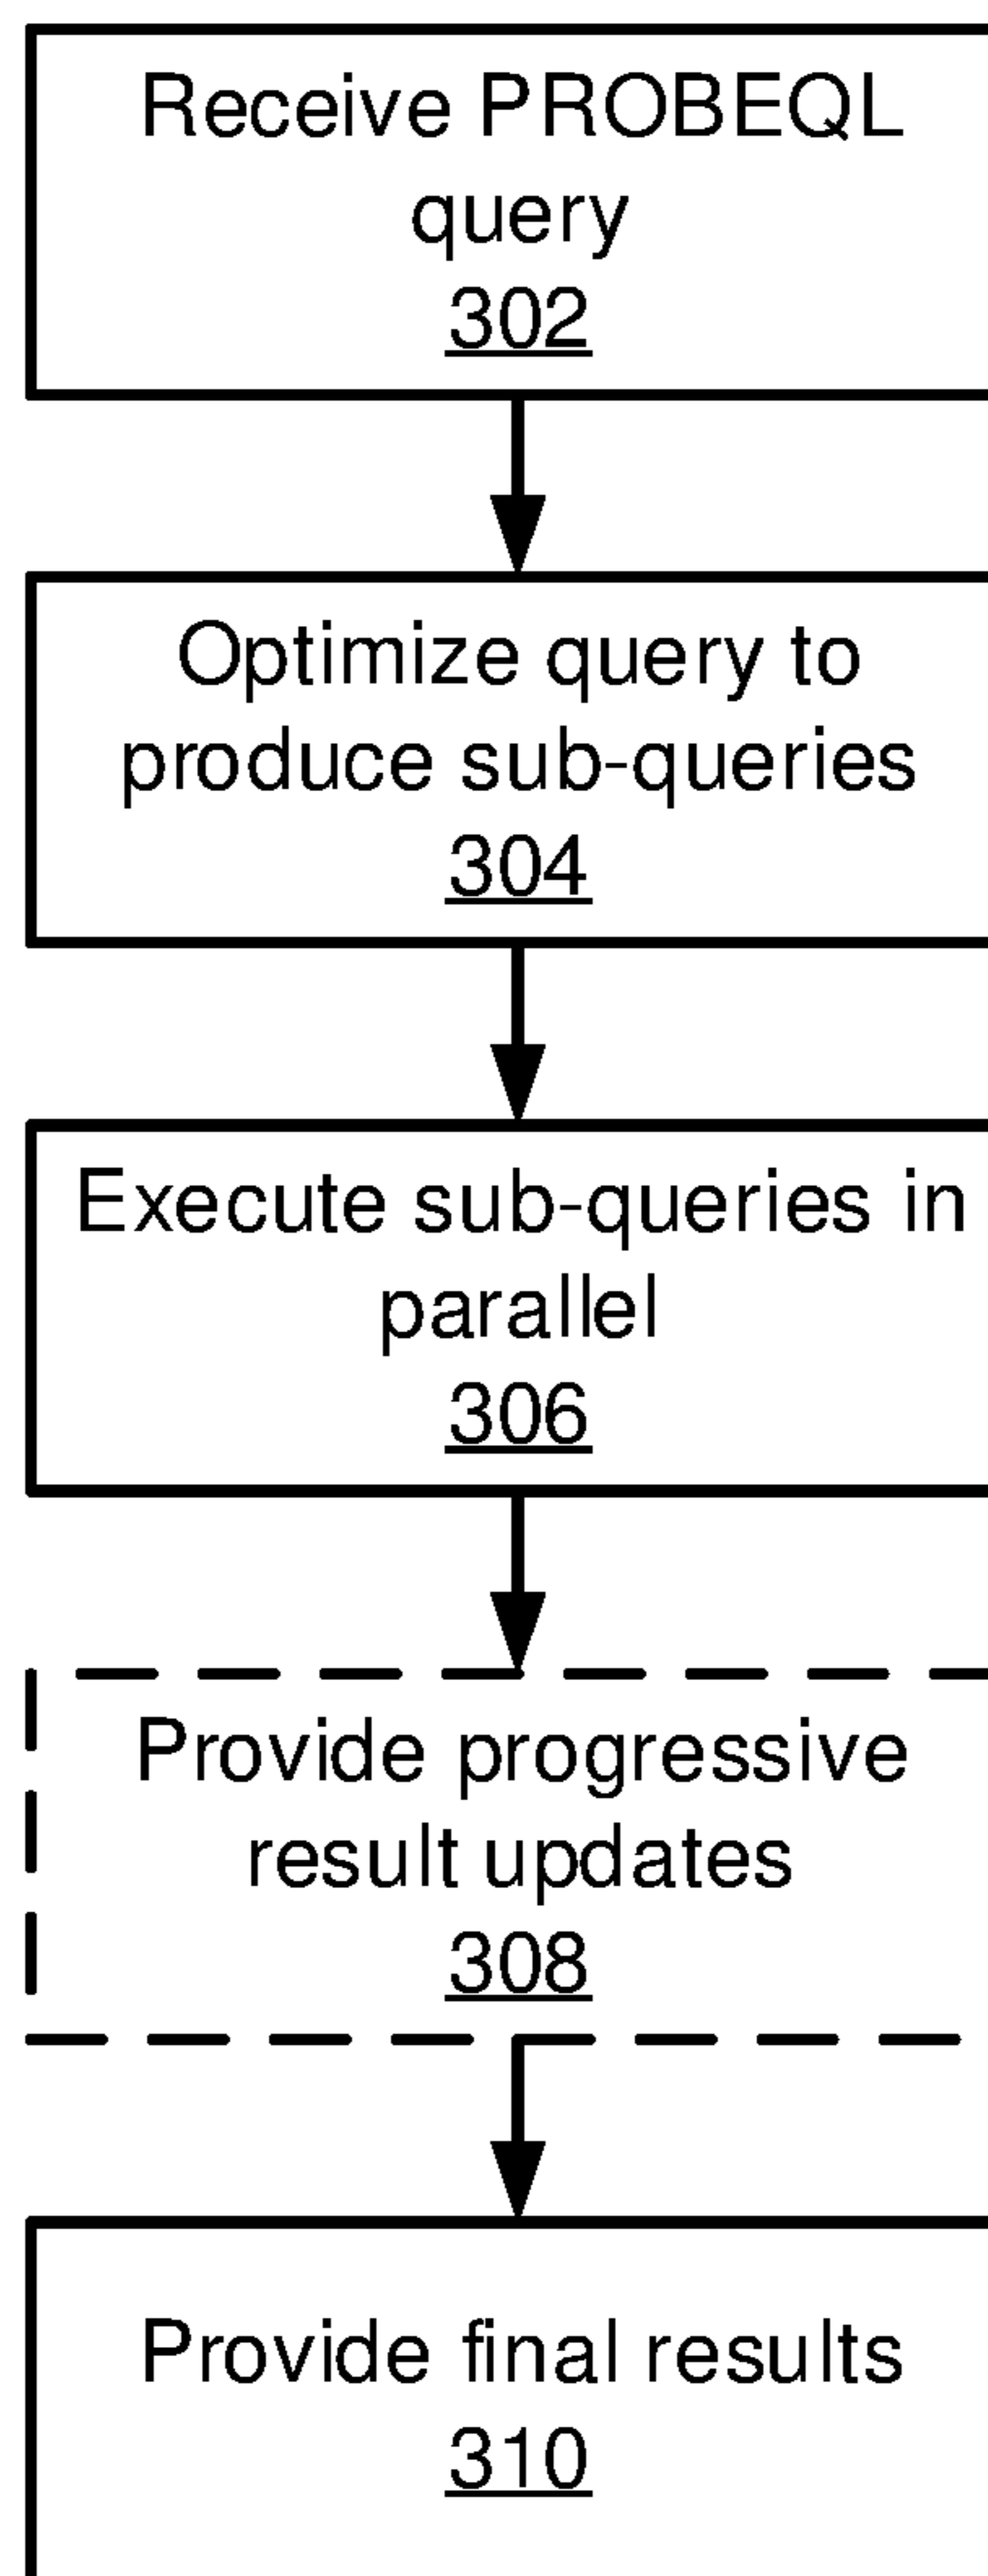 Receive PROBEQL
query
302
Optimize query to
produce sub-queries
304
Execute sub-queries in
parallel
306
Provide progressive
result updates
308
Provide final results
310